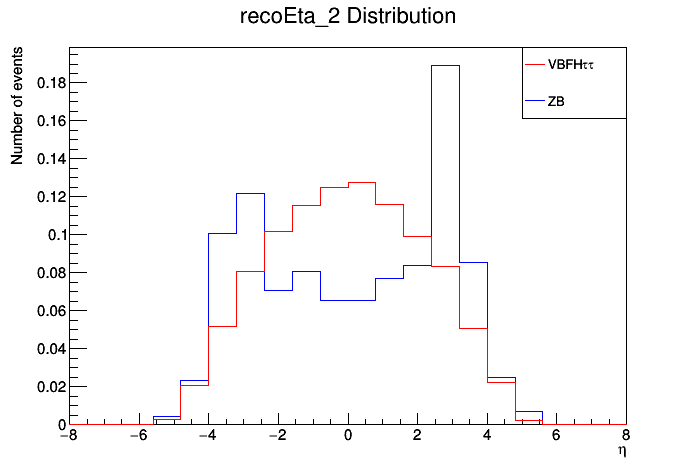 recoEta_2 Distribution
Number of events
VBFHττ
ZB
0.18
0.16
0.14
0.12
0.1
0.08
0.06
0.04
0.02
0
−8 −6 −4 −2 0 2 4 6 8
η